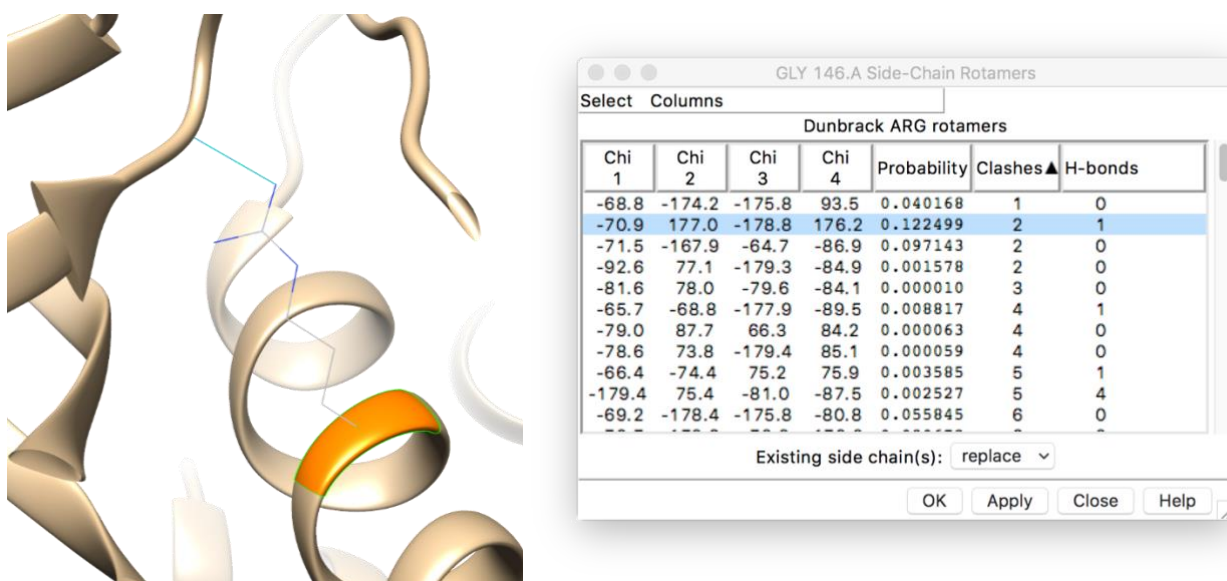 GLY 146.A Side-Chain Rotamers
Select Columns
Dunbrack ARG rotamers
Chi 1 Chi 2 Chi 3 Chi 4 Probability Clashes▲ H-bonds
-68.8 -174.2 -175.8 93.5 0.040168 1 0
-70.9 177.0 -178.8 176.2 0.122499 2 1
-71.5 -167.9 -64.7 -86.9 0.097143 2 0
-92.6 77.1 -179.3 -84.9 0.001578 2 0
-81.6 78.0 -79.6 -84.1 0.000010 3 0
-65.7 -68.8 -177.9 -89.5 0.008817 4 1
-79.0 87.7 66.3 84.2 0.000063 4 0
-78.6 73.8 -179.4 85.1 0.000059 4 0
-66.4 -74.4 75.2 75.9 0.003585 5 1
-179.4 75.4 -81.0 -87.5 0.002527 5 4
-69.2 -178.4 -175.8 -80.8 0.055845 6 0
Existing side chain(s): replace
OK Apply Close Help